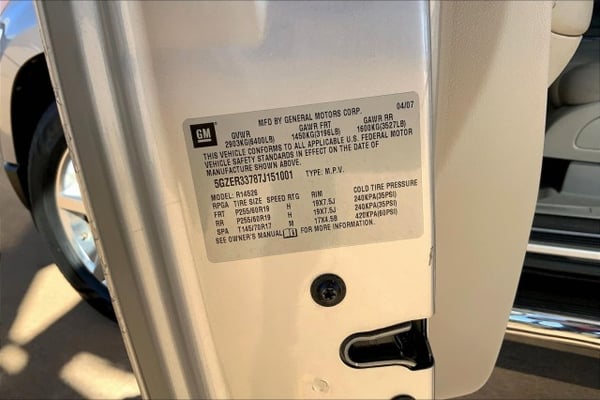 GM
MFD BY GENERAL MOTORS CORP. 04/07
GVWR GAWR FRT GAWR RR
2903KG(6400LB) 1450KG(3196LB) 1600KG(3527LB)
THIS VEHICLE CONFORMS TO ALL APPLICABLE U.S. FEDERAL MOTOR
VEHICLE SAFETY STANDARDS IN EFFECT ON THE DATE OF
MANUFACTURE SHOWN ABOVE.
5GZER33787J151001 TYPE: M.P.V.
MODEL: R14526
RPGA TIRE SIZE SPEED RTG RIM COLD TIRE PRESSURE
FRT P255/60R19 H 19X7.5J 240KPA(35PSI)
RR P255/60R19 H 19X7.5J 240KPA(35PSI)
SPA T145/70R17 M 17X4.5B 420KPA(60PSI)
SEE OWNER'S MANUAL FOR MORE INFORMATION.